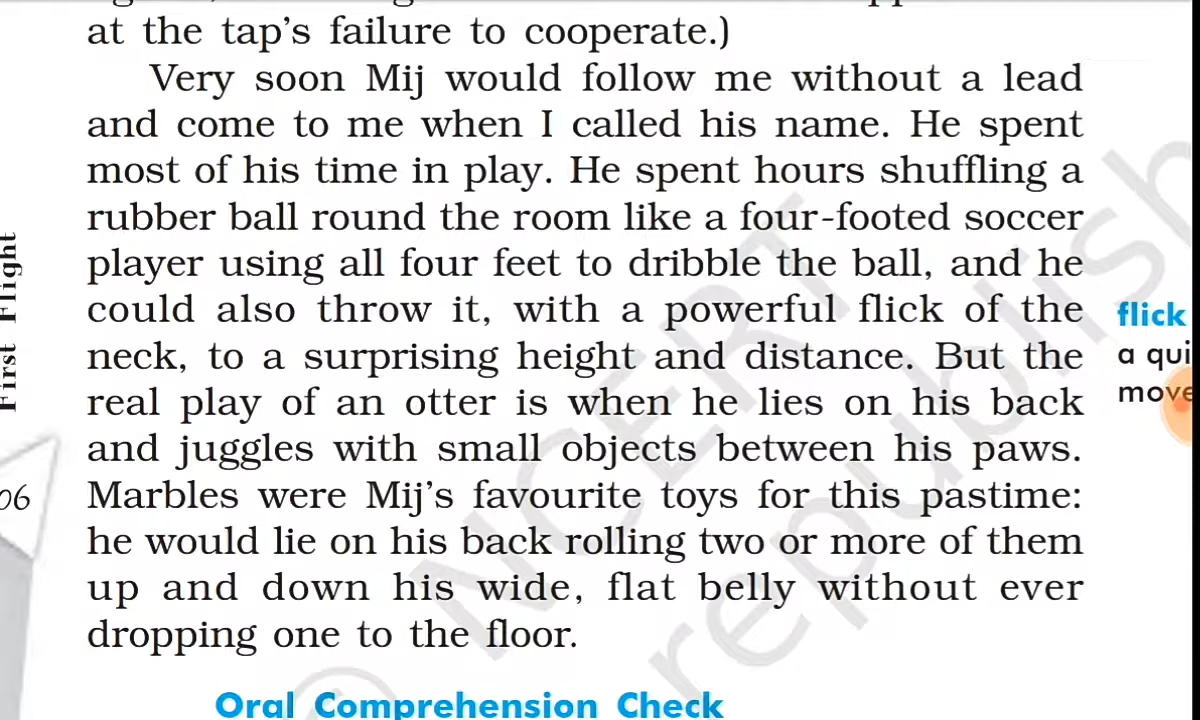 at the tap's failure to cooperate.)
Very soon Mij would follow me without a lead
and come to me when I called his name. He spent
most of his time in play. He spent hours shuffling a
rubber ball round the room like a four-footed soccer
player using all four feet to dribble the ball, and he
could also throw it, with a powerful flick of the
neck, to a surprising height and distance. But the
real play of an otter is when he lies on his back
and juggles with small objects between his paws.
Marbles were Mij's favourite toys for this pastime:
he would lie on his back rolling two or more of them
up and down his wide, flat belly without ever
dropping one to the floor.
Oral Comprehension Check
flick
a qui
move
First Flight
06
© NCERT
republish